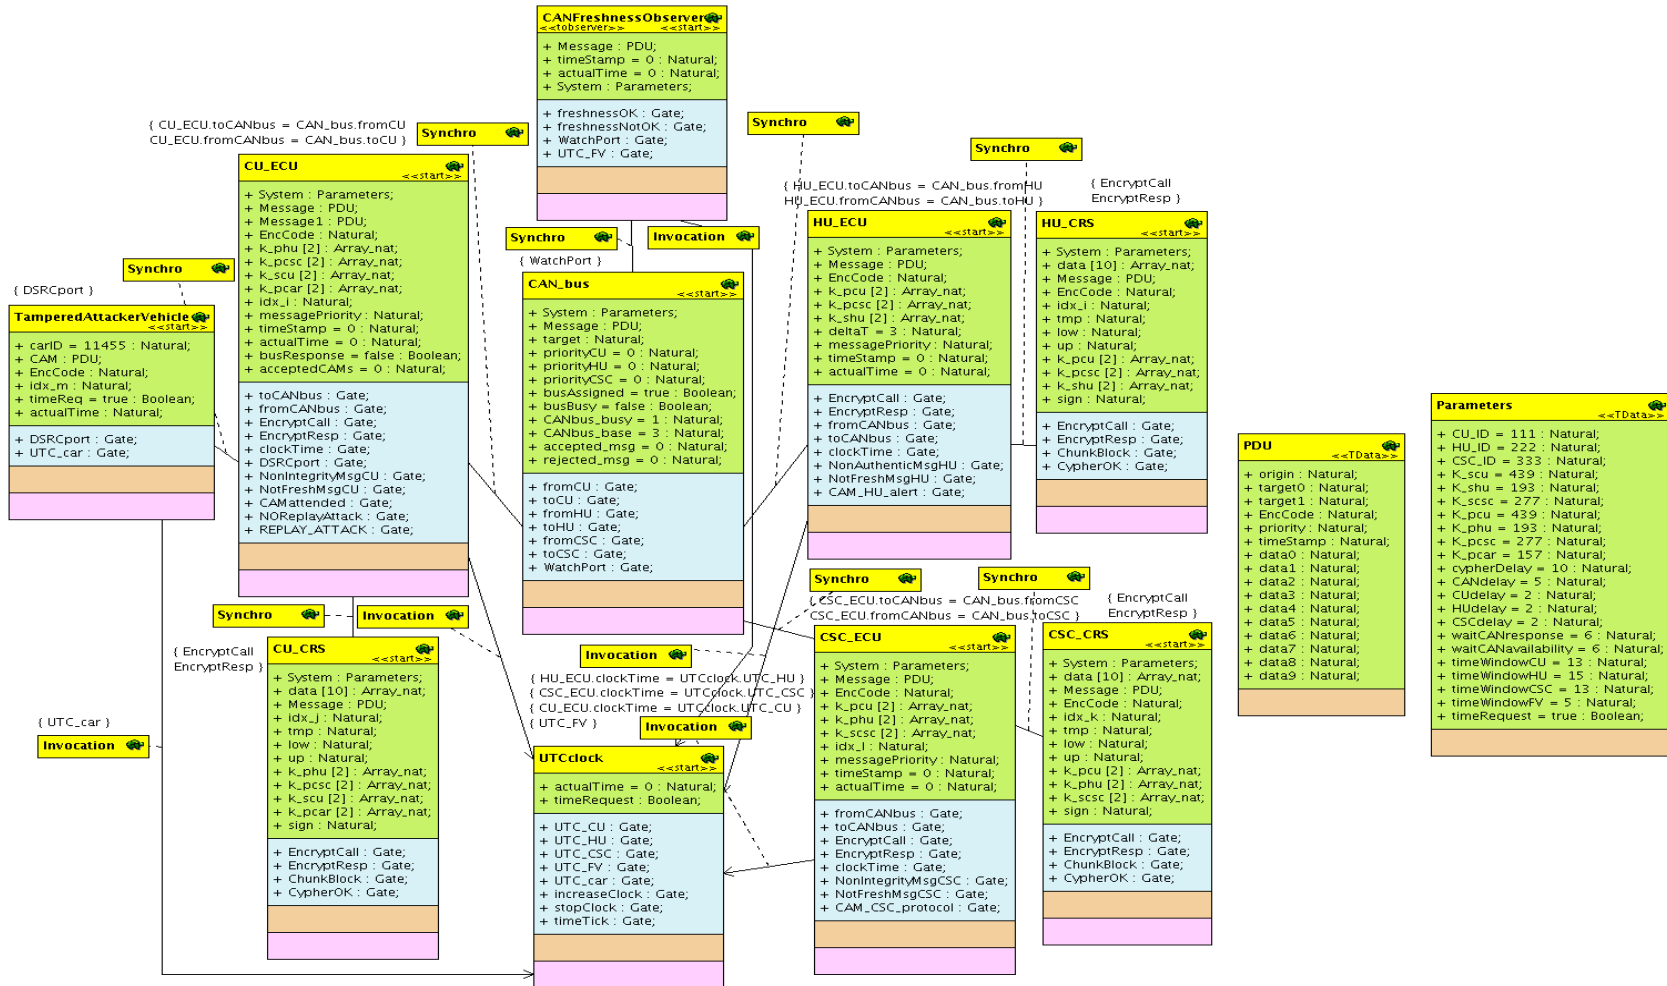 CANFreshnessObserver
<<tobserver>> <<start>>
+ Message : PDU;
+ timeStamp = 0 : Natural;
+ actualTime = 0 : Natural;
+ System : Parameters;
+ freshnessOK : Gate;
+ freshnessNotOK : Gate;
+ WatchPort : Gate;
+ UTC_FV : Gate;
{ CU_ECU.toCANbus = CAN_bus.fromCU
CU_ECU.fromCANbus = CAN_bus.toCU }
Synchro
CU_ECU
<<start>>
+ System : Parameters;
+ Message : PDU;
+ Message1 : PDU;
+ EncCode : Natural;
+ k_phu [2] : Array_nat;
+ k_pcsc [2] : Array_nat;
+ k_scu [2] : Array_nat;
+ k_pcar [2] : Array_nat;
+ idx_i : Natural;
+ messagePriority : Natural;
+ timeStamp = 0 : Natural;
+ actualTime = 0 : Natural;
+ busResponse = false : Boolean;
+ acceptedCAMs = 0 : Natural;
+ toCANbus : Gate;
+ fromCANbus : Gate;
+ EncryptCall : Gate;
+ EncryptResp : Gate;
+ clockTime : Gate;
+ DSRCport : Gate;
+ NonIntegrityMsgCU : Gate;
+ NotFreshMsgCU : Gate;
+ CAMattended : Gate;
+ NOReplayAttack : Gate;
+ REPLAY_ATTACK : Gate;
Synchro
{ DSRCport }
TamperedAttackerVehicle
<<start>>
+ carID = 11455 : Natural;
+ CAM : PDU;
+ EncCode : Natural;
+ idx_m : Natural;
+ timeReq = true : Boolean;
+ actualTime : Natural;
+ DSRCport : Gate;
+ UTC_car : Gate;
Synchro
{ WatchPort }
Invocation
CAN_bus
<<start>>
+ System : Parameters;
+ Message : PDU;
+ target : Natural;
+ priorityCU = 0 : Natural;
+ priorityHU = 0 : Natural;
+ priorityCSC = 0 : Natural;
+ busAssigned = true : Boolean;
+ busBusy = false : Boolean;
+ CANbus_busy = 1 : Natural;
+ CANbus_base = 3 : Natural;
+ accepted_msg = 0 : Natural;
+ rejected_msg = 0 : Natural;
+ fromCU : Gate;
+ toCU : Gate;
+ fromHU : Gate;
+ toHU : Gate;
+ fromCSC : Gate;
+ toCSC : Gate;
+ WatchPort : Gate;
Synchro
{ HU_ECU.toCANbus = CAN_bus.fromHU
HU_ECU.fromCANbus = CAN_bus.toHU }
HU_ECU
<<start>>
+ System : Parameters;
+ Message : PDU;
+ EncCode : Natural;
+ k_pcu [2] : Array_nat;
+ k_pcsc [2] : Array_nat;
+ k_shu [2] : Array_nat;
+ deltaT = 3 : Natural;
+ messagePriority : Natural;
+ timeStamp = 0 : Natural;
+ actualTime = 0 : Natural;
+ EncryptCall : Gate;
+ EncryptResp : Gate;
+ fromCANbus : Gate;
+ toCANbus : Gate;
+ clockTime : Gate;
+ NonAuthenticMsgHU : Gate;
+ NotFreshMsgHU : Gate;
+ CAM_HU_alert : Gate;
Synchro
{ EncryptCall
EncryptResp }
HU_CRS
<<start>>
+ System : Parameters;
+ data [10] : Array_nat;
+ Message : PDU;
+ EncCode : Natural;
+ idx_i : Natural;
+ tmp : Natural;
+ low : Natural;
+ up : Natural;
+ k_pcu [2] : Array_nat;
+ k_pcsc [2] : Array_nat;
+ k_shu [2] : Array_nat;
+ sign : Natural;
+ EncryptCall : Gate;
+ EncryptResp : Gate;
+ ChunkBlock : Gate;
+ CypherOK : Gate;
PDU
<<TData>>
+ origin : Natural;
+ target0 : Natural;
+ target1 : Natural;
+ EncCode : Natural;
+ priority : Natural;
+ timeStamp : Natural;
+ data0 : Natural;
+ data1 : Natural;
+ data2 : Natural;
+ data3 : Natural;
+ data4 : Natural;
+ data5 : Natural;
+ data6 : Natural;
+ data7 : Natural;
+ data8 : Natural;
+ data9 : Natural;
Parameters
<<TData>>
+ CU_ID = 111 : Natural;
+ HU_ID = 222 : Natural;
+ CSC_ID = 333 : Natural;
+ K_scu = 439 : Natural;
+ K_shu = 193 : Natural;
+ K_scsc = 277 : Natural;
+ K_pcu = 439 : Natural;
+ K_phu = 193 : Natural;
+ K_pcsc = 277 : Natural;
+ K_pcar = 157 : Natural;
+ cypherDelay = 10 : Natural;
+ CANdelay = 5 : Natural;
+ CUdelay = 2 : Natural;
+ HUdelay = 2 : Natural;
+ CSCdelay = 2 : Natural;
+ waitCANresponse = 6 : Natural;
+ waitCANavailability = 6 : Natural;
+ timeWindowCU = 13 : Natural;
+ timeWindowHU = 15 : Natural;
+ timeWindowCSC = 13 : Natural;
+ timeWindowFV = 5 : Natural;
+ timeRequest = true : Boolean;
Synchro
Invocation
{ EncryptCall
EncryptResp }
CU_CRS
<<start>>
+ System : Parameters;
+ data [10] : Array_nat;
+ Message : PDU;
+ idx_j : Natural;
+ tmp : Natural;
+ low : Natural;
+ up : Natural;
+ k_phu [2] : Array_nat;
+ k_pcsc [2] : Array_nat;
+ k_scu [2] : Array_nat;
+ k_pcar [2] : Array_nat;
+ sign : Natural;
+ EncryptCall : Gate;
+ EncryptResp : Gate;
+ ChunkBlock : Gate;
+ CypherOK : Gate;
{ UTC_car }
Invocation
Invocation
{ HU_ECU.clockTime = UTCclock.UTC_HU }
{ CSC_ECU.clockTime = UTCclock.UTC_CSC }
{ CU_ECU.clockTime = UTCclock.UTC_CU }
{ UTC_FV }
Invocation
UTCclock
<<start>>
+ actualTime = 0 : Natural;
+ timeRequest : Boolean;
+ UTC_CU : Gate;
+ UTC_HU : Gate;
+ UTC_CSC : Gate;
+ UTC_FV : Gate;
+ UTC_car : Gate;
+ increaseClock : Gate;
+ stopClock : Gate;
+ timeTick : Gate;
Synchro
{ CSC_ECU.toCANbus = CAN_bus.fromCSC
CSC_ECU.fromCANbus = CAN_bus.toCSC }
CSC_ECU
<<start>>
+ System : Parameters;
+ Message : PDU;
+ EncCode : Natural;
+ k_pcu [2] : Array_nat;
+ k_phu [2] : Array_nat;
+ k_scsc [2] : Array_nat;
+ idx_l : Natural;
+ messagePriority : Natural;
+ timeStamp = 0 : Natural;
+ actualTime = 0 : Natural;
+ fromCANbus : Gate;
+ toCANbus : Gate;
+ EncryptCall : Gate;
+ EncryptResp : Gate;
+ clockTime : Gate;
+ NonIntegrityMsgCSC : Gate;
+ NotFreshMsgCSC : Gate;
+ CAM_CSC_protocol : Gate;
Synchro
{ EncryptCall
EncryptResp }
CSC_CRS
<<start>>
+ System : Parameters;
+ data [10] : Array_nat;
+ Message : PDU;
+ EncCode : Natural;
+ idx_k : Natural;
+ tmp : Natural;
+ low : Natural;
+ up : Natural;
+ k_pcu [2] : Array_nat;
+ k_phu [2] : Array_nat;
+ k_scsc [2] : Array_nat;
+ sign : Natural;
+ EncryptCall : Gate;
+ EncryptResp : Gate;
+ ChunkBlock : Gate;
+ CypherOK : Gate;